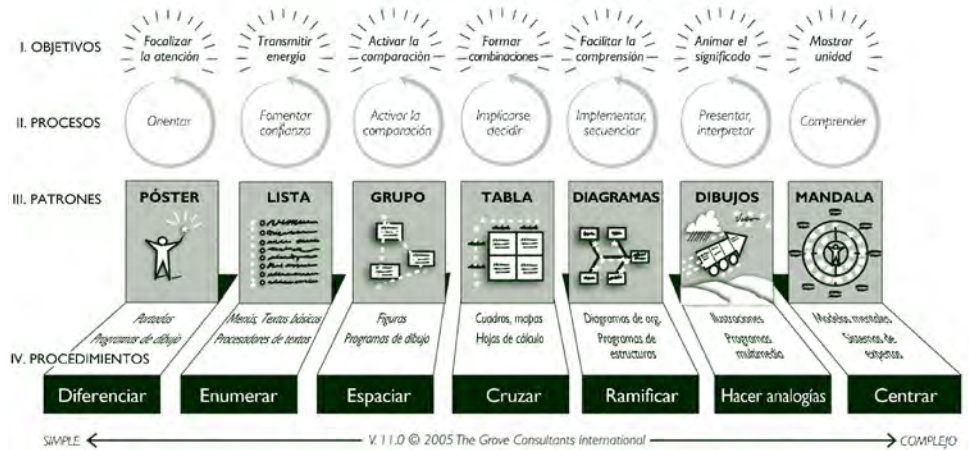 I. OBJETIVOS
Focalizar
la atención
Transmitir
energía
Activar la
comparación
Formar
combinaciones
Facilitar la
comprensión
Animar el
significado
Mostrar
unidad
II. PROCESOS
Orientar
Fomentar
confianza
Activar la
comparación
Implicarse,
decidir
Implementar,
secuenciar
Presentar,
interpretar
Comprender
III. PATRONES
PÓSTER
LISTA
GRUPO
TABLA
DIAGRAMAS
DIBUJOS
MANDALA
IV. PROCEDIMIENTOS
Portadas
Programas de dibujo
Menús, Textos básicos
Procesadores de textos
Figuras
Programas de dibujo
Cuadros, mapas
Hojas de cálculo
Diagramas de org.
Programas de
estructuras
Ilustraciones
Programas
multimedia
Modelos mentales
Sistemas de
expertos
Diferenciar
Enumerar
Espaciar
Cruzar
Ramificar
Hacer analogías
Centrar
SIMPLE
V. 11.0 © 2005 The Grove Consultants International
COMPLEJO